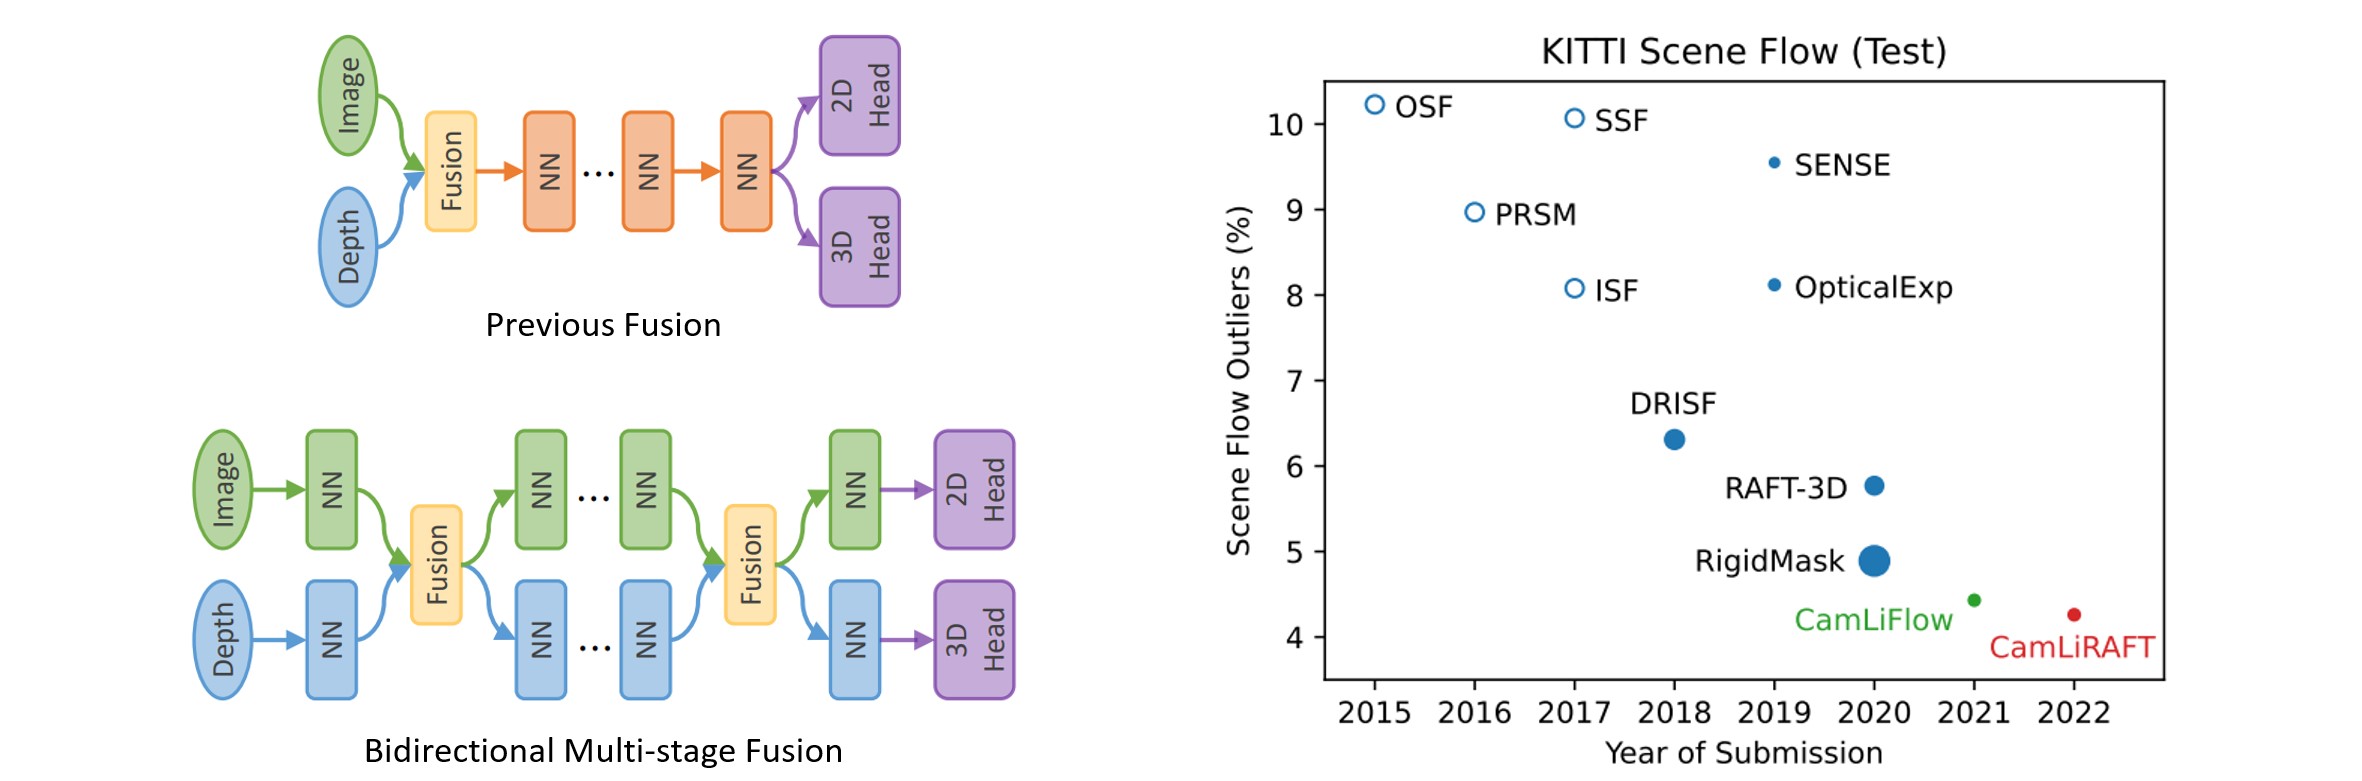 Image
Depth
Fusion
NN
...
NN
NN
2D
Head
3D
Head
Previous Fusion
Image
Depth
NN
NN
Fusion
NN
NN
...
...
NN
NN
Fusion
NN
NN
2D
Head
3D
Head
Bidirectional Multi-stage Fusion
KITTI Scene Flow (Test)
Scene Flow Outliers (%)
10
9
8
7
6
5
4
OSF
SSF
SENSE
PRSM
ISF
OpticalExp
DRISF
RAFT-3D
RigidMask
CamLiFlow
CamLiRAFT
2015 2016 2017 2018 2019 2020 2021 2022
Year of Submission